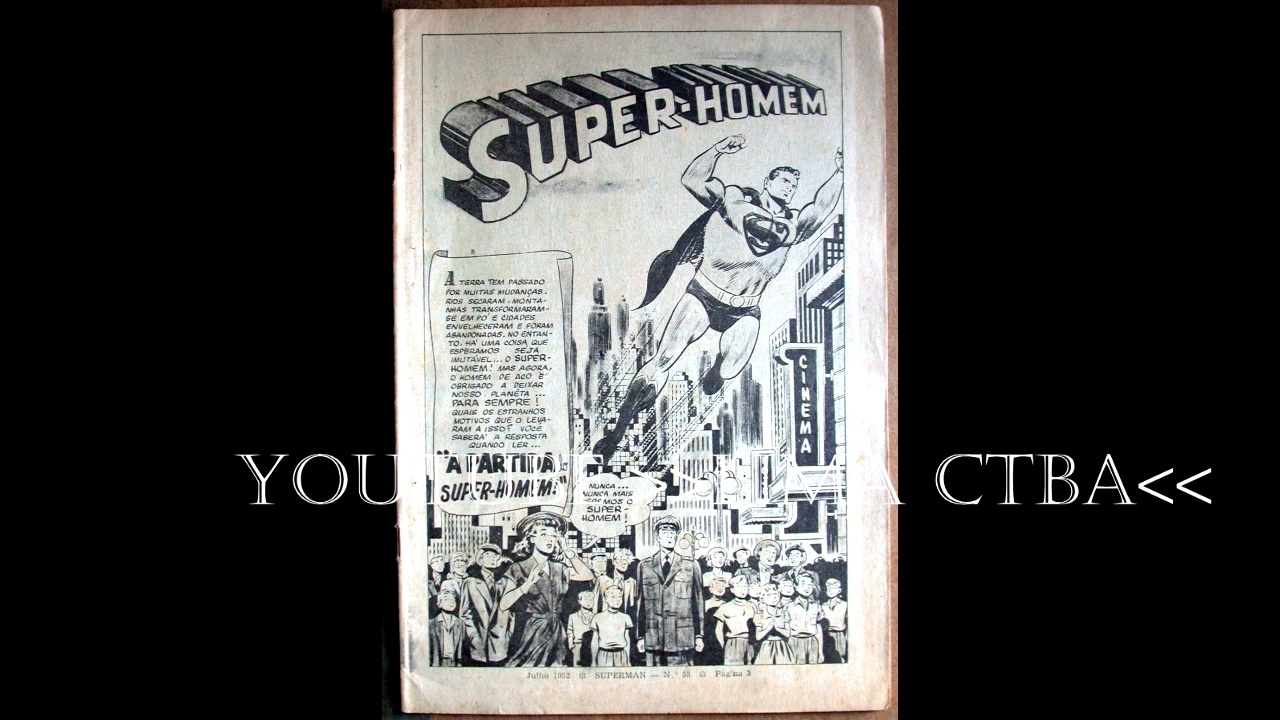 SUPER-HOMEM
A TERRA TEM PASSADO
POR MUITAS MUDANÇAS.
RIOS SECARAM, MONTA-
NHAS TRANSFORMARAM-
SE EM PÓ E CIDADES
ENVELHECERAM E FORAM
ABANDONADAS. NO ENTAN-
TO, HÁ UMA COISA QUE
ESPERAMOS SEJA
IMUTÁVEL... O SUPER-
HOMEM! MAS AGORA,
O HOMEM DE AÇO É
OBRIGADO A DEIXAR
NOSSO PLANÊTA...
PARA SEMPRE!
QUAIS OS ESTRANHOS
MOTIVOS QUE O LEVA-
RAM A ISSO? VOCÊ
SABERÁ A RESPOSTA
QUANDO LER...
"A PARTIDA
SUPER-HOMEM!"
CINEMA
NUNCA...
NUNCA MAIS
O
SUPER-
HOMEM!
CTBA<<
Julho 1952 * SUPERMAN — N.º 53 * Página 3